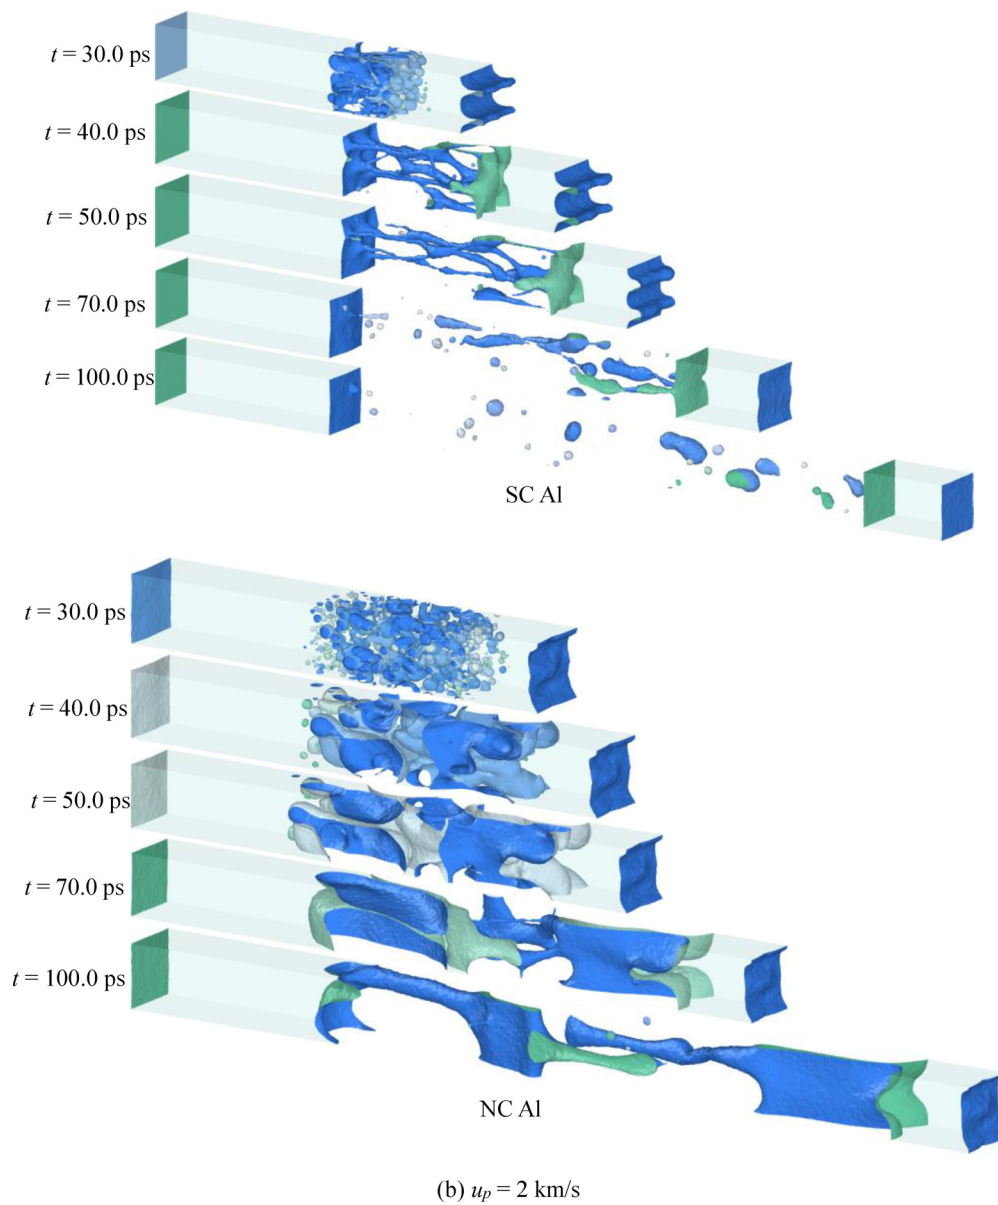 t = 30.0 ps
t = 40.0 ps
t = 50.0 ps
t = 70.0 ps
t = 100.0 ps
SC Al
t = 30.0 ps
t = 40.0 ps
t = 50.0 ps
t = 70.0 ps
t = 100.0 ps
NC Al
(b) uₚ = 2 km/s